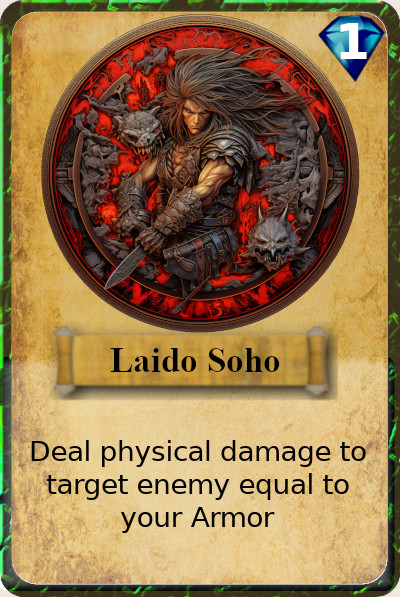 1
Laido Soho
Deal physical damage to
target enemy equal to
your Armor